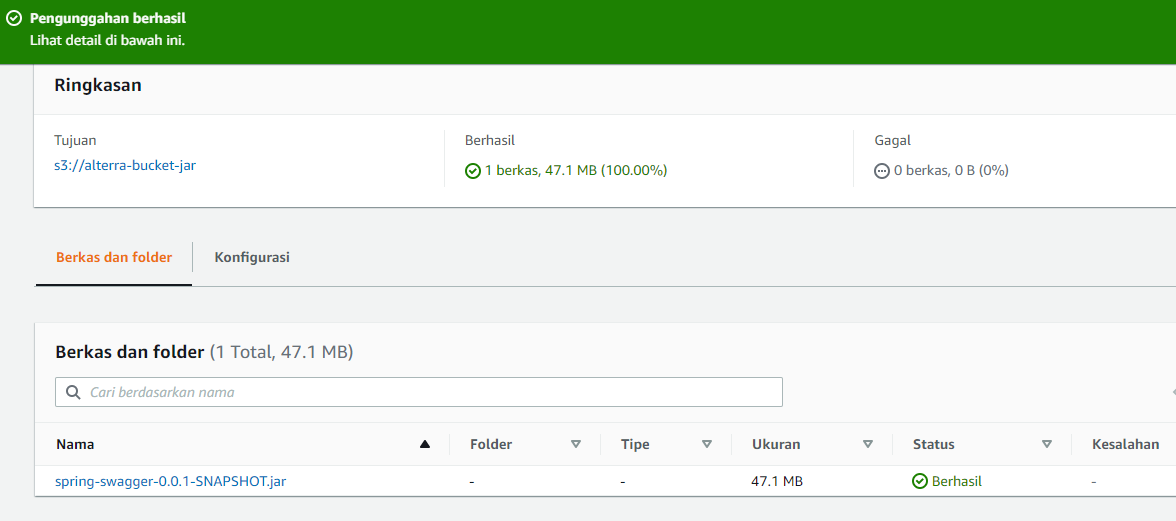 Pengunggahan berhasil
Lihat detail di bawah ini.
Ringkasan
Tujuan
s3://alterra-bucket-jar
Berhasil
1 berkas, 47.1 MB (100.00%)
Gagal
0 berkas, 0 B (0%)
Berkas dan folder
Konfigurasi
Berkas dan folder (1 Total, 47.1 MB)
Cari berdasarkan nama
Nama Folder Tipe Ukuran Status Kesalahan
spring-swagger-0.0.1-SNAPSHOT.jar - - 47.1 MB Berhasil -